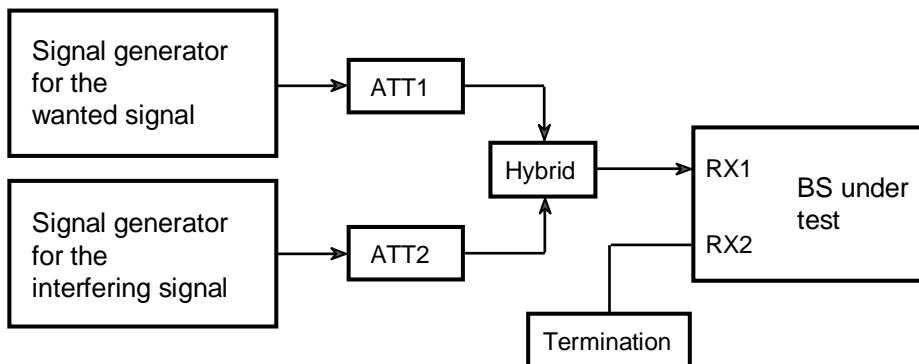 Signal generator
for the
wanted signal
ATT1
Hybrid
Signal generator
for the
interfering signal
ATT2
RX1
RX2
BS under
test
Termination